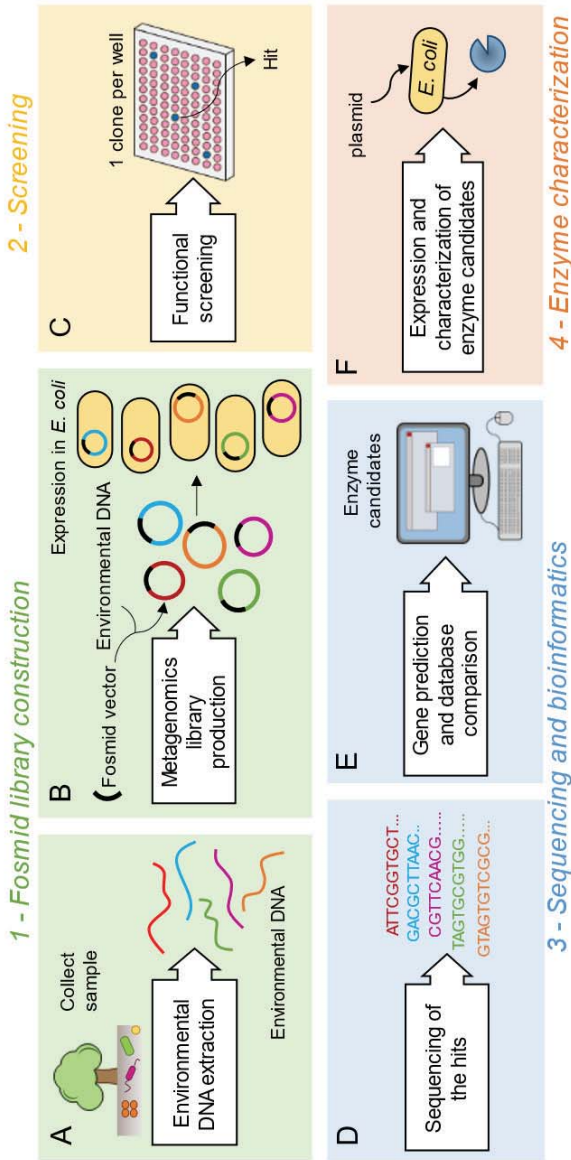 1 - Fosmid library construction
2 - Screening
A
Collect
sample
Environmental
DNA extraction
Environmental DNA
B
Fosmid vector
Environmental DNA
Expression in E. coli
Metagenomics
library
production
C
1 clone per well
Functional
screening
Hit
D
Sequencing of
the hits
ATTCGGTGCT...
GACGCTTAAC..
CGTTCAACG.....
TAGTGCGTGG.....
GTAGTGTCGCG...
E
Gene prediction
and database
comparison
Enzyme
candidates
F
Expression and
characterization of
enzyme candidates
plasmid
E. coli
3 - Sequencing and bioinformatics
4 - Enzyme characterization